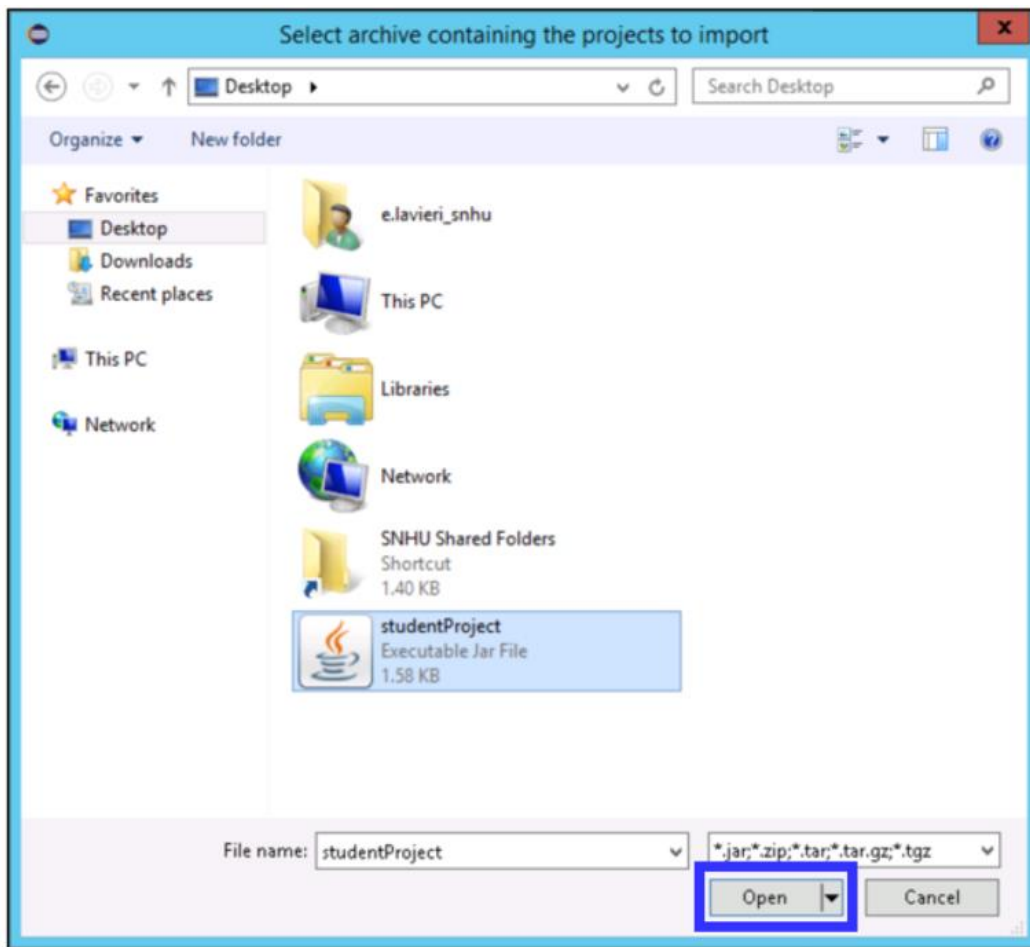 Select archive containing the projects to import
x
Desktop
Search Desktop
Organize
New folder
Favorites
Desktop
Downloads
Recent places
This PC
Network
e.lavieri_snhu
This PC
Libraries
Network
SNHU Shared Folders
Shortcut
1.40 KB
studentProject
Executable Jar File
1.58 KB
File name: studentProject
*.jar;*.zip;*.tar;*.tar.gz;*.tgz
Open
Cancel